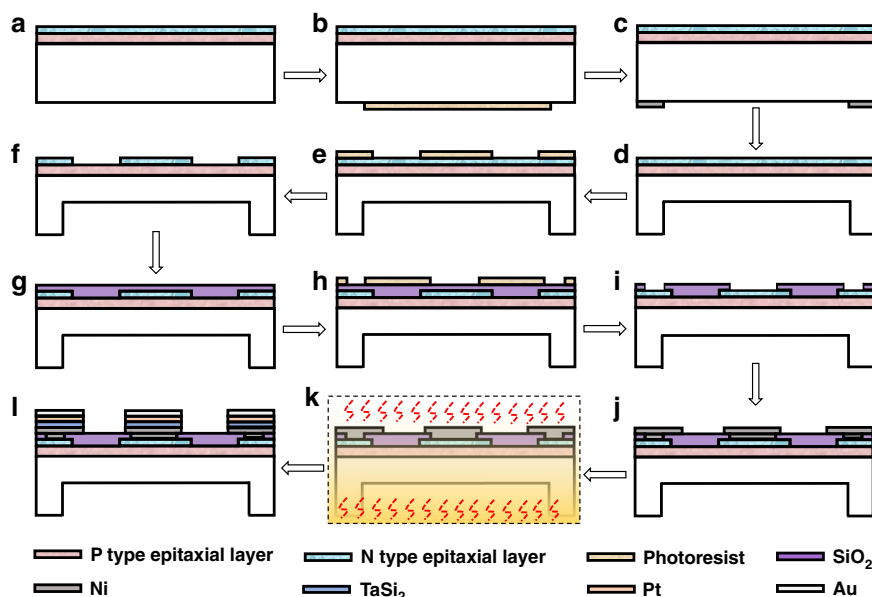 a b c
f e d
g h i
l k j
P type epitaxial layer N type epitaxial layer Photoresist SiO₂
Ni TaSi₂ Pt Au